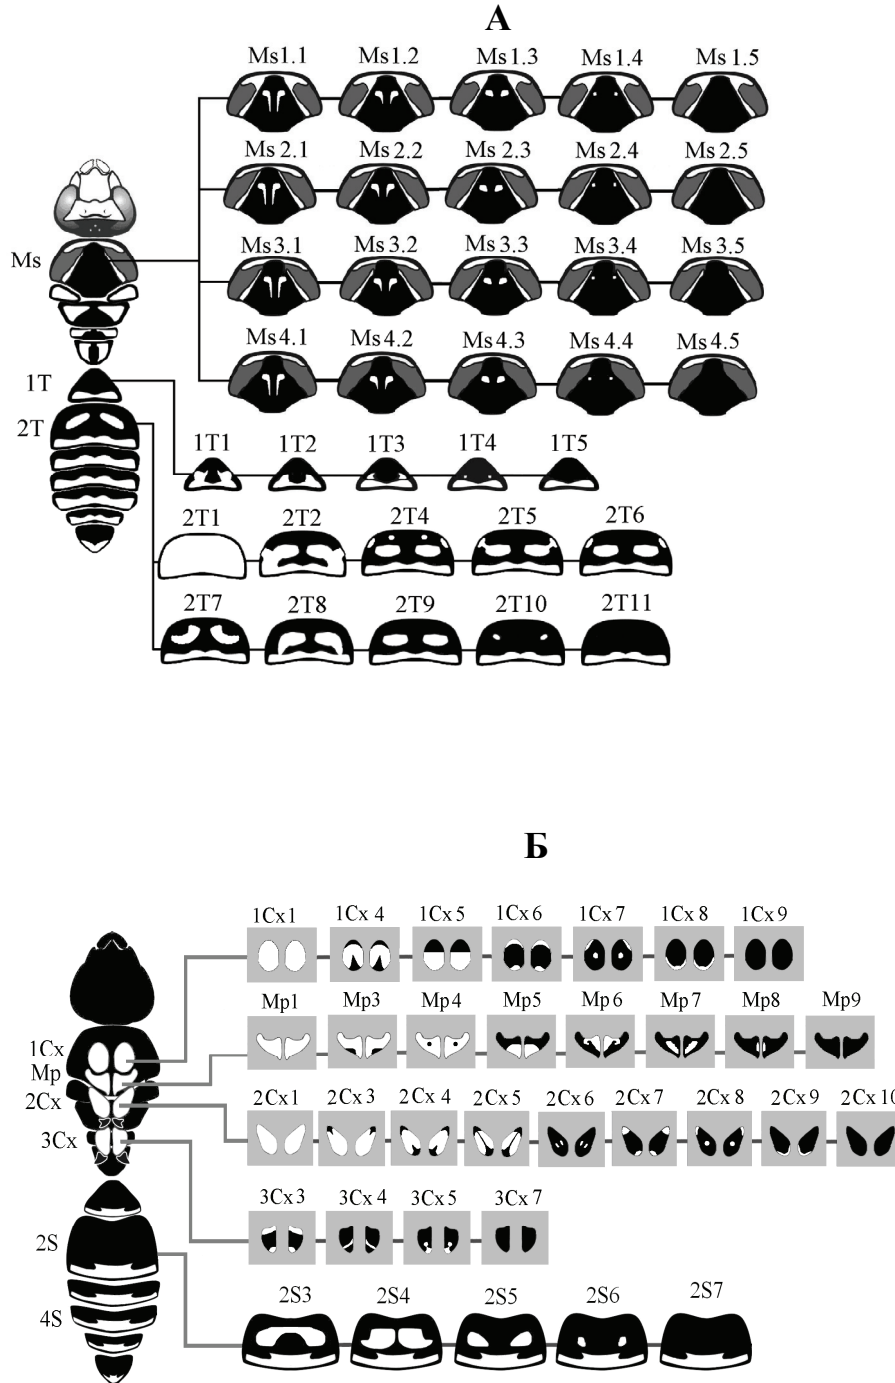 А
Ms1.1 Ms1.2 Ms1.3 Ms1.4 Ms1.5
Ms2.1 Ms2.2 Ms2.3 Ms2.4 Ms2.5
Ms
Ms3.1 Ms3.2 Ms3.3 Ms3.4 Ms3.5
Ms4.1 Ms4.2 Ms4.3 Ms4.4 Ms4.5
1T
2T
1T1 1T2 1T3 1T4 1T5
2T1 2T2 2T4 2T5 2T6
2T7 2T8 2T9 2T10 2T11
Б
1Cx1 1Cx4 1Cx5 1Cx6 1Cx7 1Cx8 1Cx9
Mp1 Mp3 Mp4 Mp5 Mp6 Mp7 Mp8 Mp9
1Cx
Mp
2Cx
2Cx1 2Cx3 2Cx4 2Cx5 2Cx6 2Cx7 2Cx8 2Cx9 2Cx10
3Cx
3Cx3 3Cx4 3Cx5 3Cx7
2S
4S
2S3 2S4 2S5 2S6 2S7